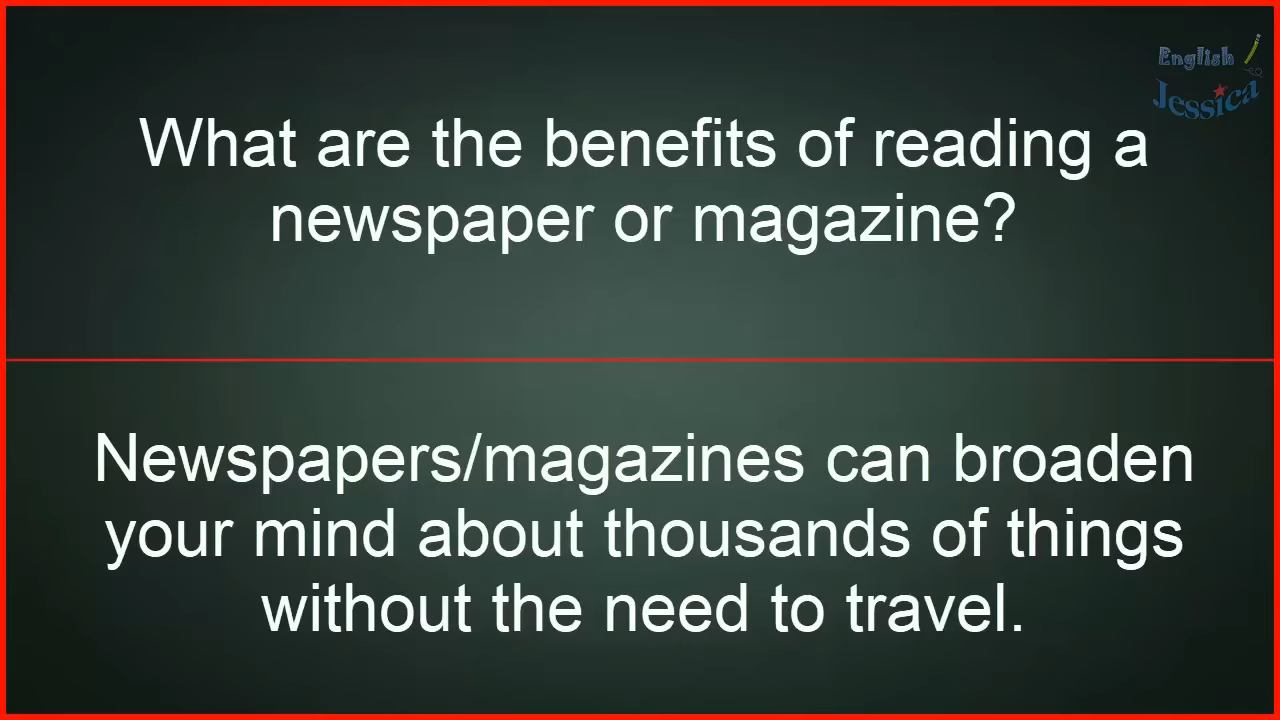 English
Jessica
What are the benefits of reading a
newspaper or magazine?
Newspapers/magazines can broaden
your mind about thousands of things
without the need to travel.